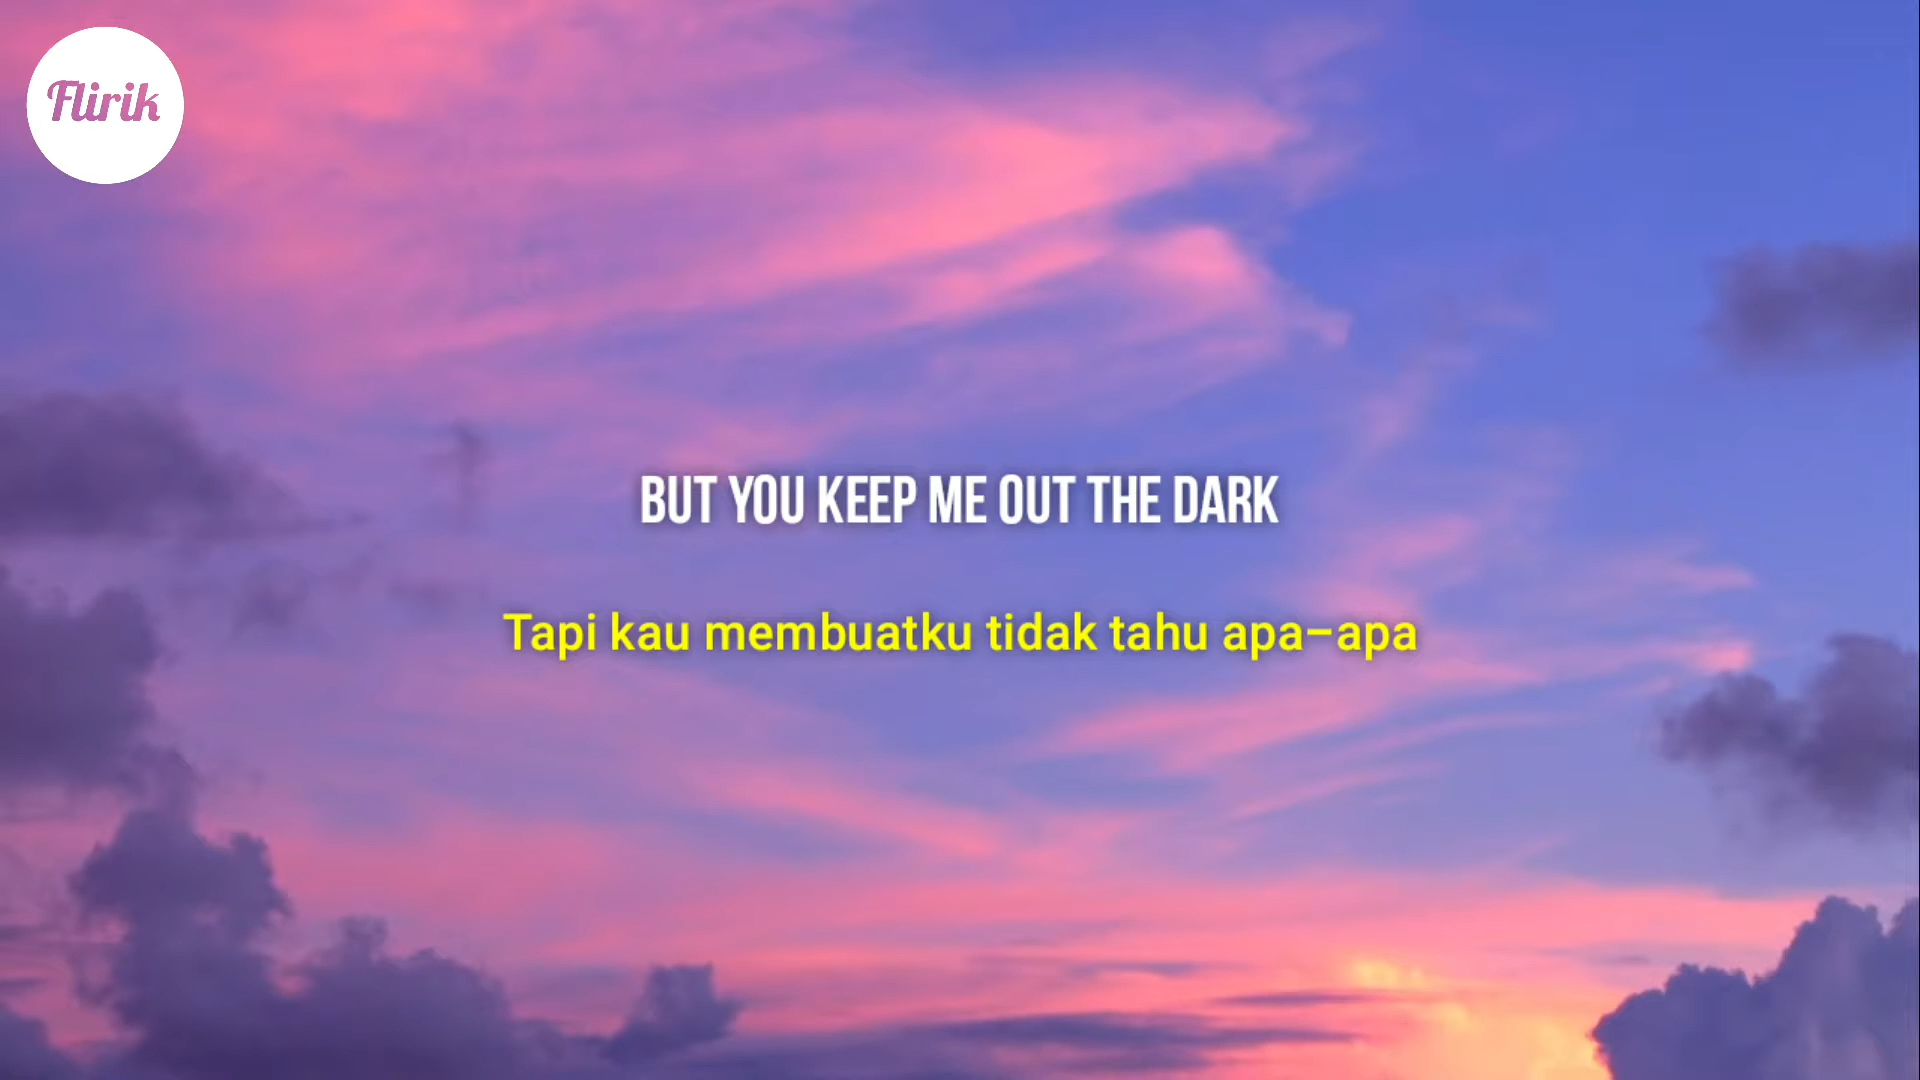 Flirik
BUT YOU KEEP ME OUT THE DARK
Tapi kau membuatku tidak tahu apa-apa